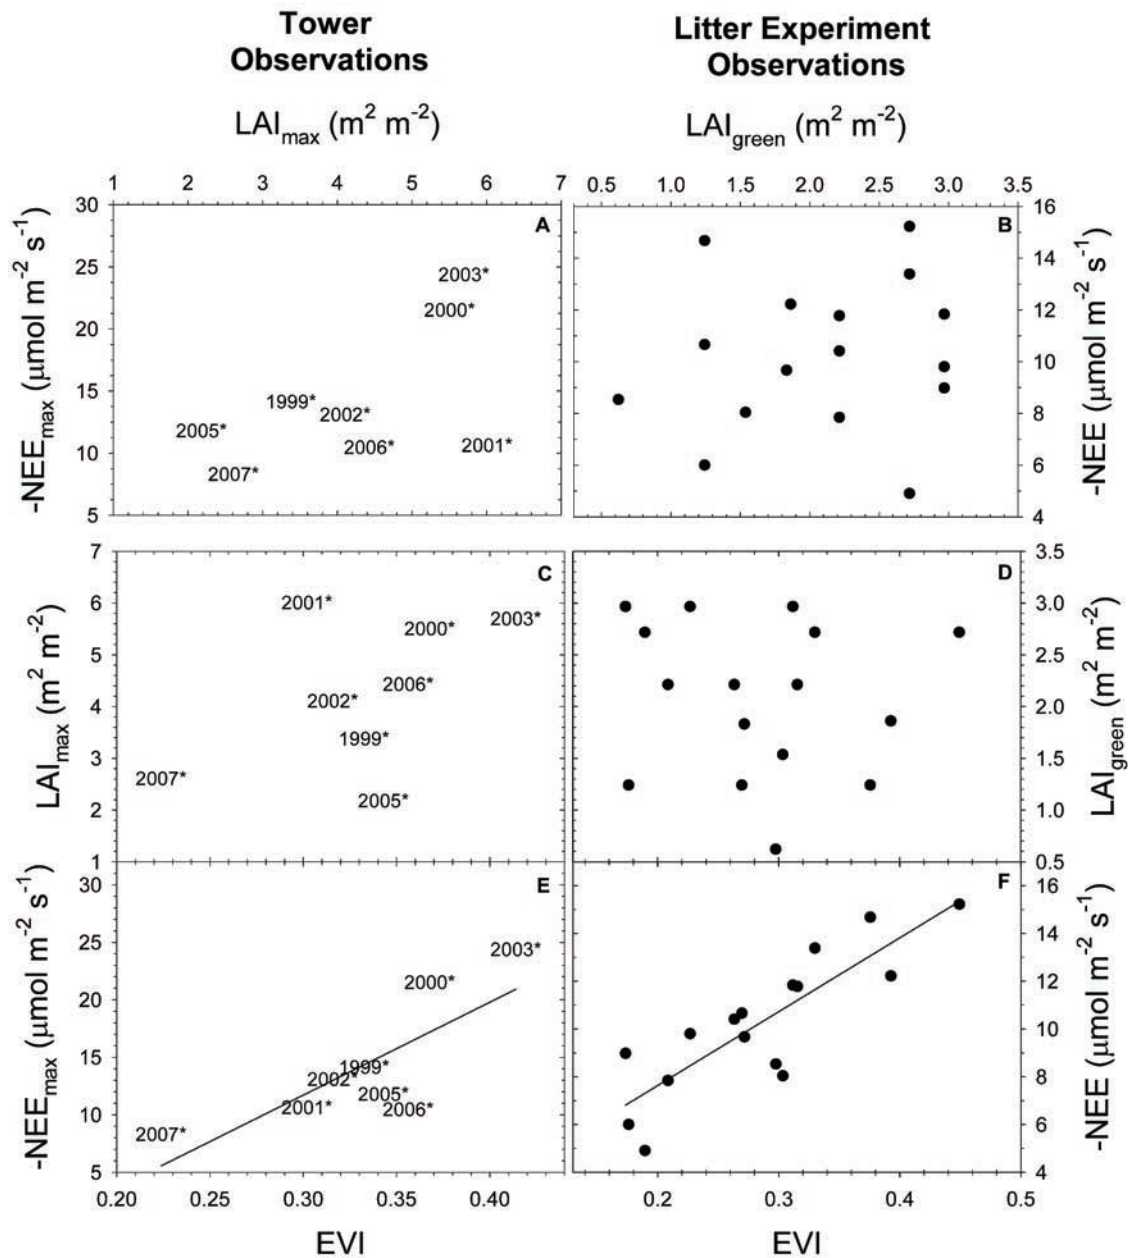 Tower
Observations
Litter Experiment
Observations
LAImax (m2 m-2)
LAIgreen (m2 m-2)
1 2 3 4 5 6 7
0.5 1.0 1.5 2.0 2.5 3.0 3.5
-NEEmax (μmol m-2 s-1)
30
25
20
15
10
5
A
2003*
2000*
1999*
2002*
2005*
2006*
2001*
2007*
B
16
14
12
10
8
6
4
-NEE (μmol m-2 s-1)
LAImax (m2 m-2)
7
6
5
4
3
2
1
C
2001*
2003*
2000*
2006*
2002*
1999*
2007*
2005*
D
3.5
3.0
2.5
2.0
1.5
1.0
0.5
LAIgreen (m2 m-2)
-NEEmax (μmol m-2 s-1)
30
25
20
15
10
5
E
2003*
2000*
1999*
2002*
2005*
2001*
2006*
2007*
F
16
14
12
10
8
6
4
-NEE (μmol m-2 s-1)
0.20 0.25 0.30 0.35 0.40
0.2 0.3 0.4 0.5
EVI
EVI